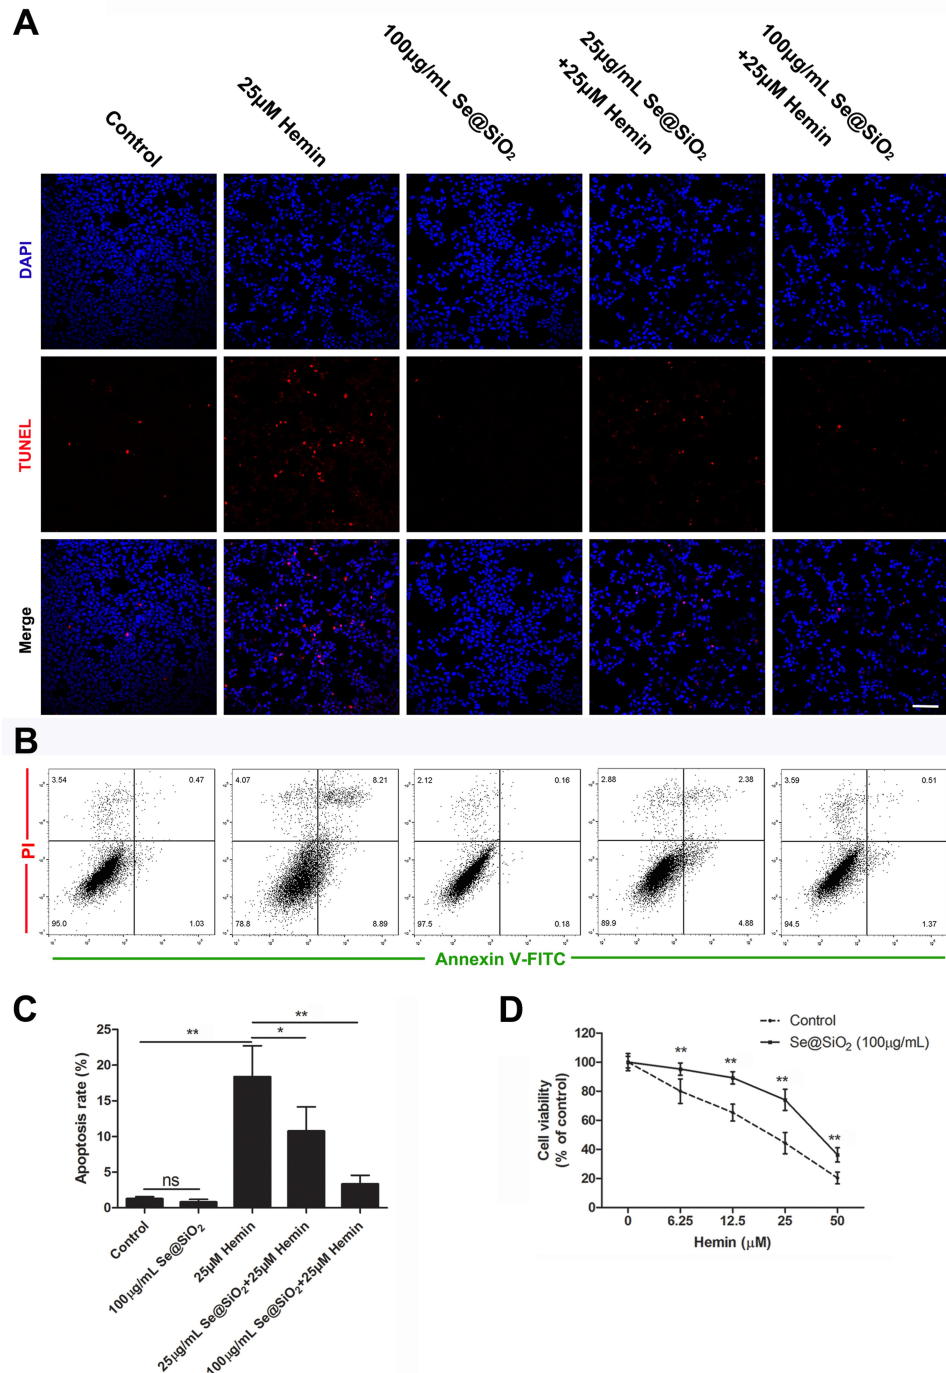 A
Control
25μM Hemin
100μg/mL Se@SiO₂
25μg/mL Se@SiO₂
+25μM Hemin
100μg/mL Se@SiO₂
+25μM Hemin
DAPI
TUNEL
Merge
B
PI
3.54
0.47
95.0
1.03
4.07
8.21
78.8
8.89
2.12
0.16
97.5
0.18
2.88
2.38
89.9
4.88
3.59
0.51
94.5
1.37
Annexin V-FITC
C
Apoptosis rate (%)
25
20
15
10
5
0
ns
**
*
**
Control
100μg/mL Se@SiO₂
25μM Hemin
25μg/mL Se@SiO₂+25μM Hemin
100μg/mL Se@SiO₂+25μM Hemin
D
Control
Se@SiO₂ (100μg/mL)
Cell viability
(% of control)
120
100
80
60
40
20
0
**
**
**
**
0
6.25
12.5
25
50
Hemin (μM)